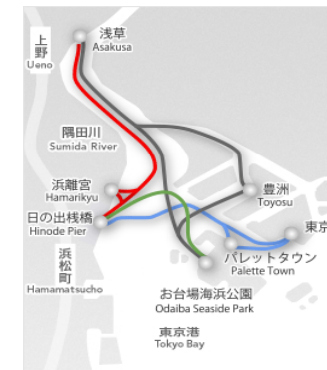 浅草
Asakusa
上野
Ueno
隅田川
Sumida River
浜離宮
Hamarikyu
豊洲
Toyosu
日の出桟橋
Hinode Pier
東京
パレットタウン
Palette Town
浜松町
Hamamatsucho
お台場海浜公園
Odaiba Seaside Park
東京港
Tokyo Bay